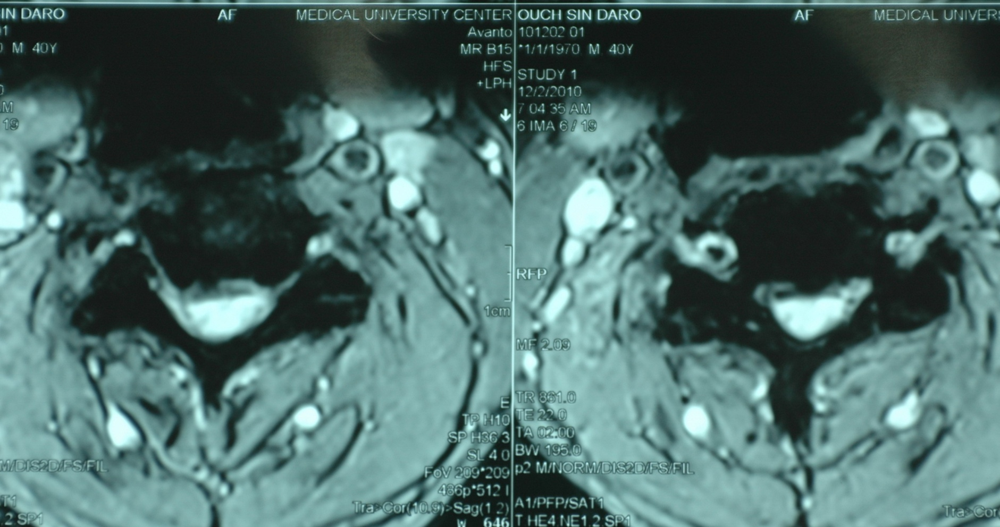 IN DARO
AF
MEDICAL UNIVERSITY CENTER
Avanto
M 40Y
MR B15
HFS
+LPH
19
1cm
E
TP H10
SP H36.3
SL 4.0
FoV 209*209
486p*512 I
Tra>Cor(10.9)>Sag(1.2)
W 646
M/DIS2D/FS/FIL
T1
.2.SP1
OUCH SIN DARO
AF
MEDICAL UNIVERS
101202 01
*1/1/1970 M 40Y
STUDY 1
12/2/2010
7 04 35 AM
6 IMA 6 / 19
RFP
MF 2.09
TR 861.0
TE 22.0
TA 02:00
BW 195.0
p2 M/NORM/DIS2D/FS/FIL
A1/PFP/SAT1
T HE4 NE1.2.SP1
Tra>Cor